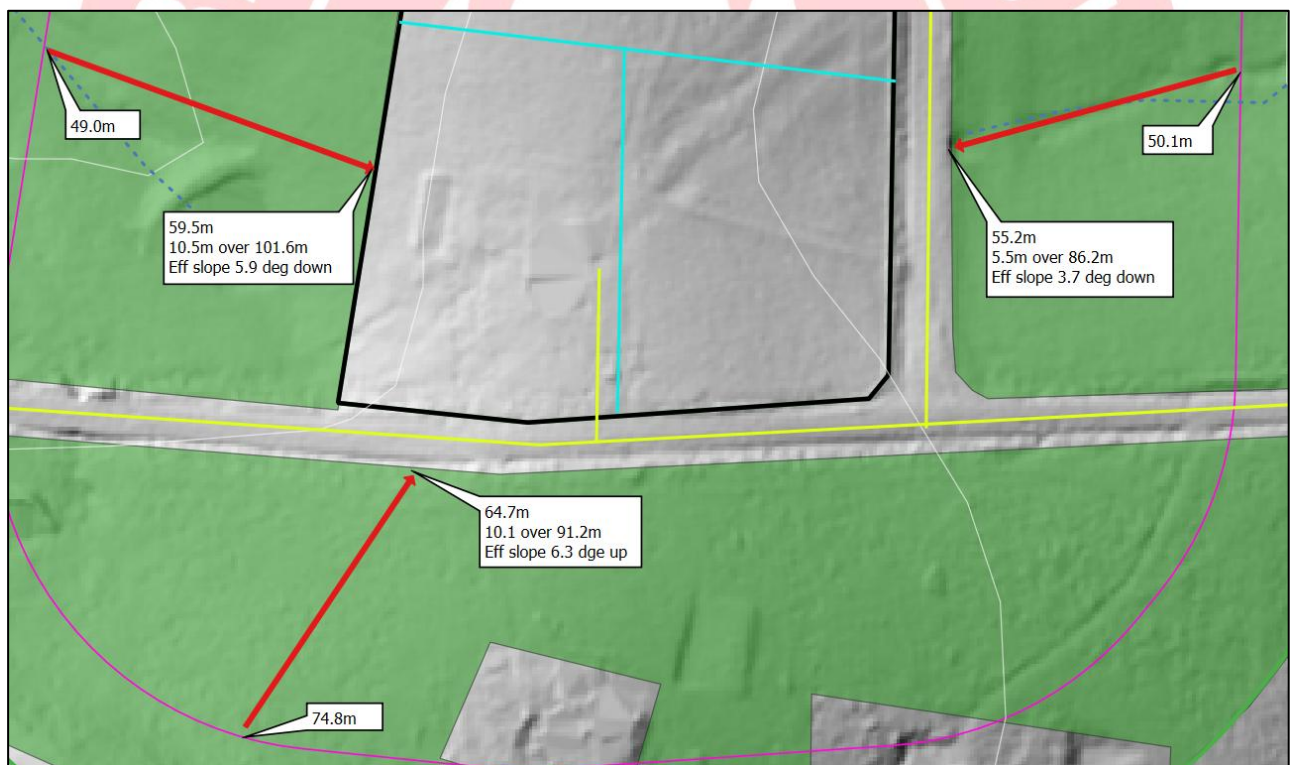 49.0m
50.1m
59.5m
10.5m over 101.6m
Eff slope 5.9 deg down
55.2m
5.5m over 86.2m
Eff slope 3.7 deg down
64.7m
10.1 over 91.2m
Eff slope 6.3 dge up
74.8m